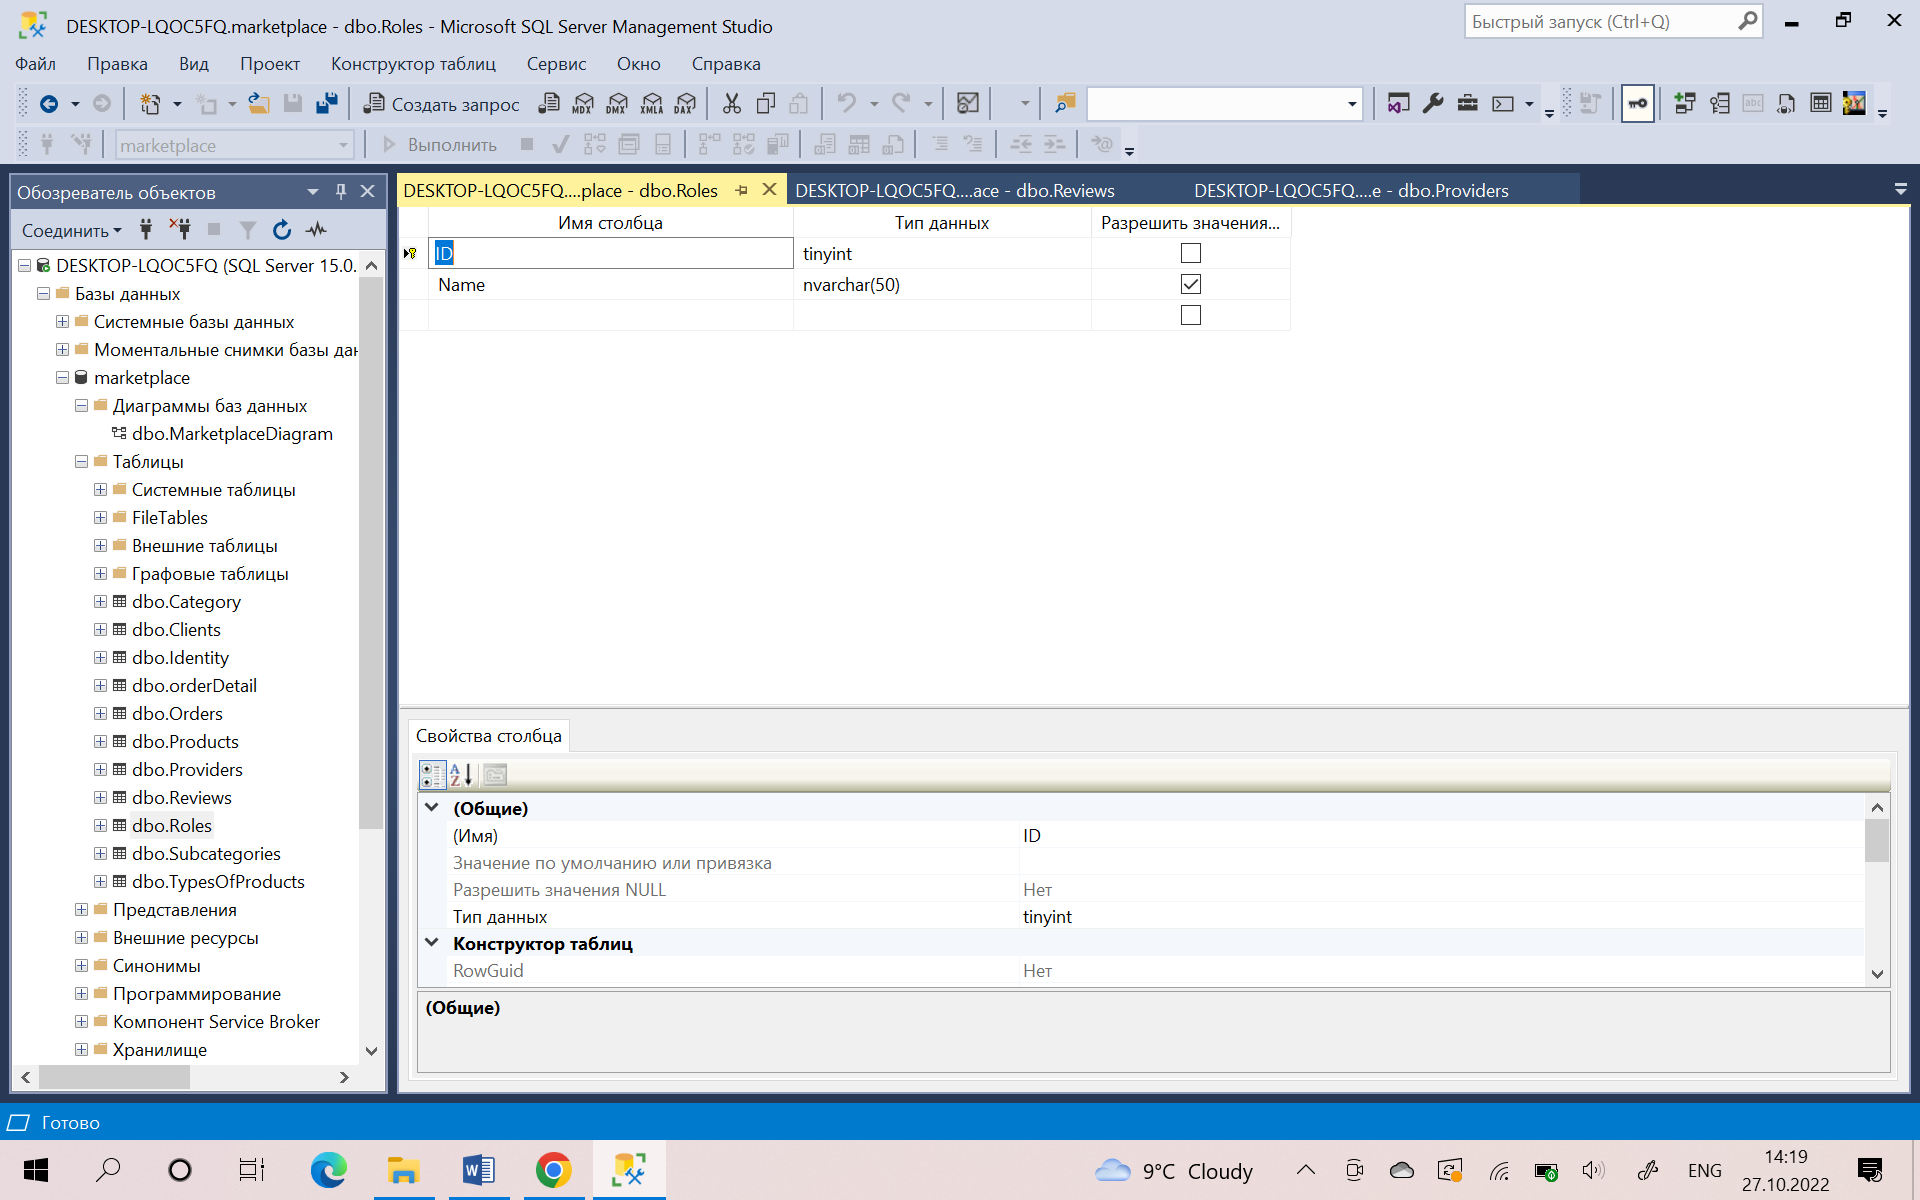 DESKTOP-LQOC5FQ.marketplace - dbo.Roles - Microsoft SQL Server Management Studio
Быстрый запуск (Ctrl+Q)
Файл Правка Вид Проект Конструктор таблиц Сервис Окно Справка
Создать запрос MDX DMX XMLA DAX abc
marketplace Выполнить
Обозреватель объектов
Соединить
DESKTOP-LQOC5FQ (SQL Server 15.0.
Базы данных
Системные базы данных
Моментальные снимки базы дан
marketplace
Диаграммы баз данных
dbo.MarketplaceDiagram
Таблицы
Системные таблицы
FileTables
Внешние таблицы
Графовые таблицы
dbo.Category
dbo.Clients
dbo.Identity
dbo.orderDetail
dbo.Orders
dbo.Products
dbo.Providers
dbo.Reviews
dbo.Roles
dbo.Subcategories
dbo.TypesOfProducts
Представления
Внешние ресурсы
Синонимы
Программирование
Компонент Service Broker
Хранилище
DESKTOP-LQOC5FQ....place - dbo.Roles DESKTOP-LQOC5FQ....ace - dbo.Reviews DESKTOP-LQOC5FQ....e - dbo.Providers
Имя столбца Тип данных Разрешить значения...
ID tinyint
Name nvarchar(50)
Свойства столбца
(Общие)
(Имя) ID
Значение по умолчанию или привязка
Разрешить значения NULL Нет
Тип данных tinyint
Конструктор таблиц
RowGuid Нет
(Общие)
Готово
9°C Cloudy ENG 14:19
27.10.2022